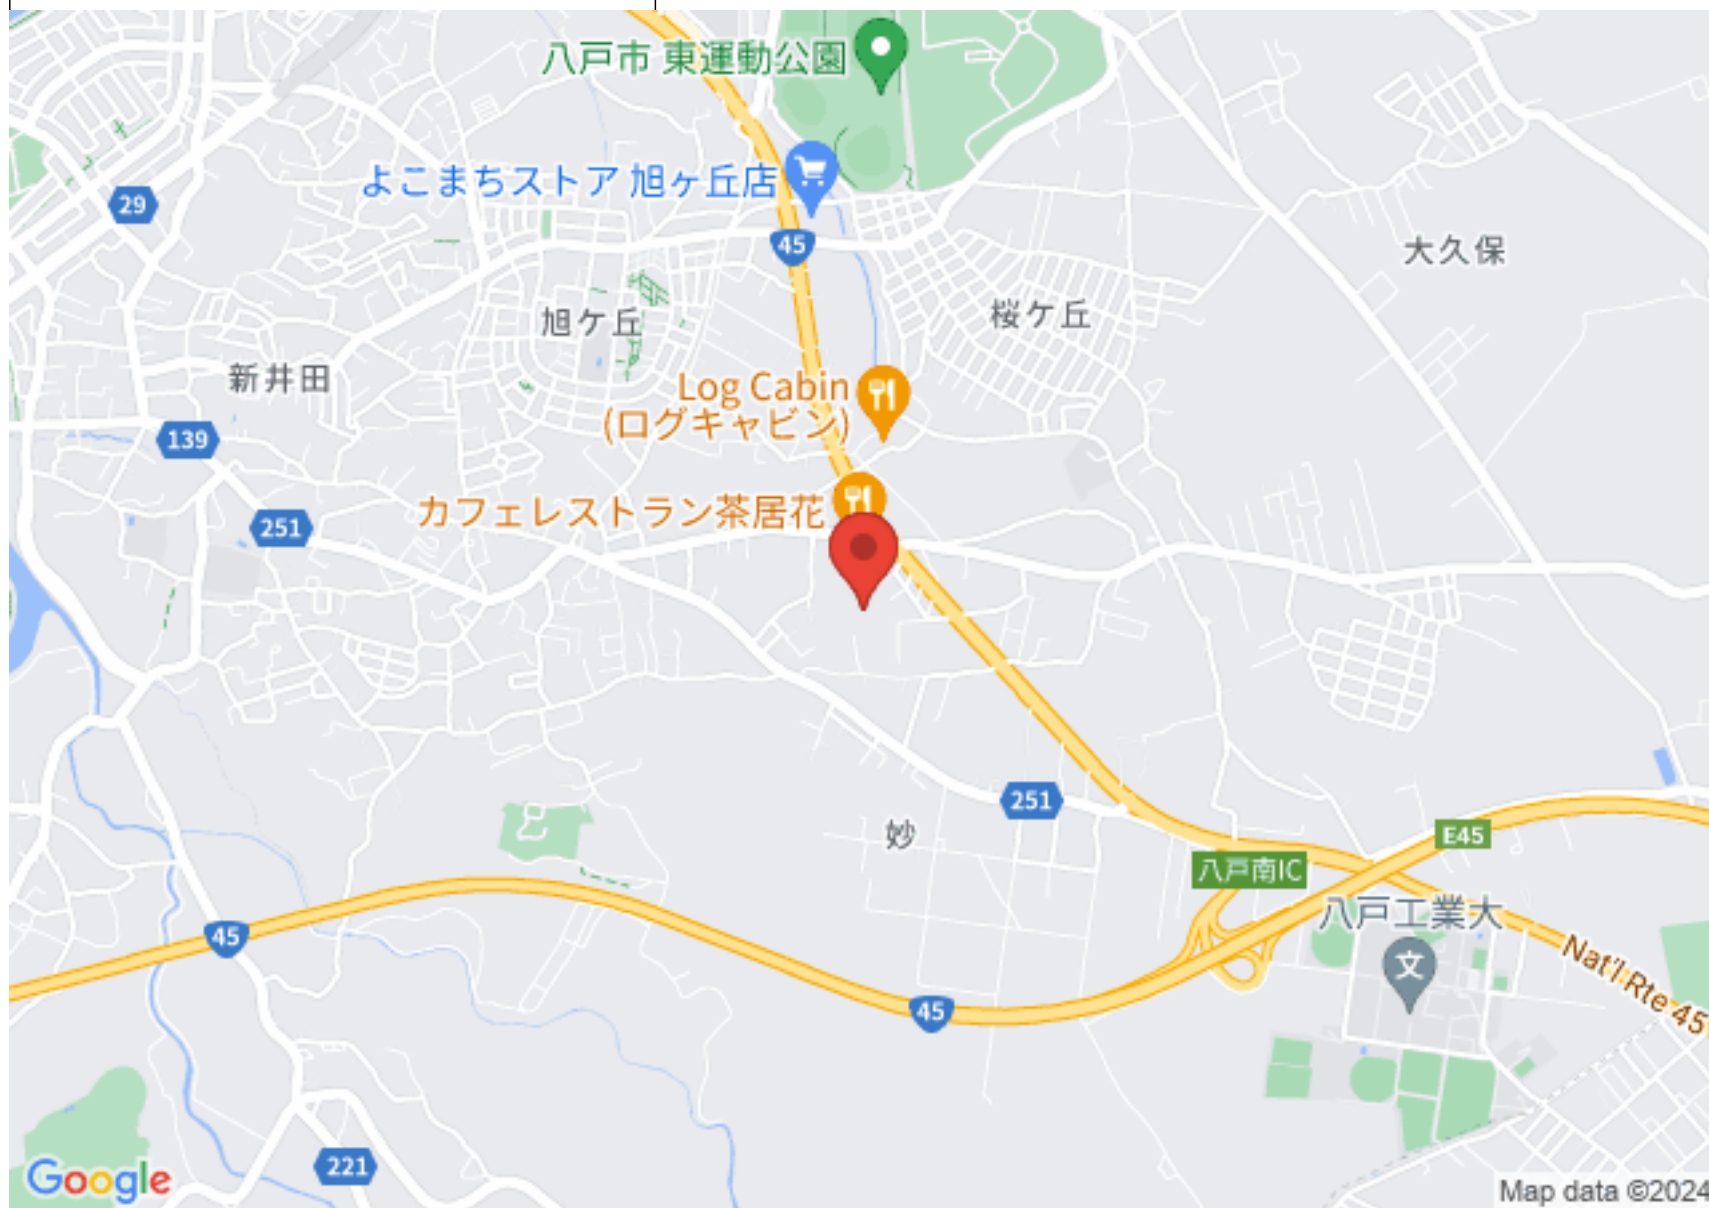 八戸市 東運動公園
よこまちストア 旭ヶ丘店
29
45
大久保
桜ケ丘
旭ケ丘
新井田
Log Cabin
(ログキャビン)
139
カフェレストラン茶居花
251
251
妙
E45
八戸南IC
八戸工業大
文
45
Nat'l Rte 45
45
221
Google
Map data ©2024